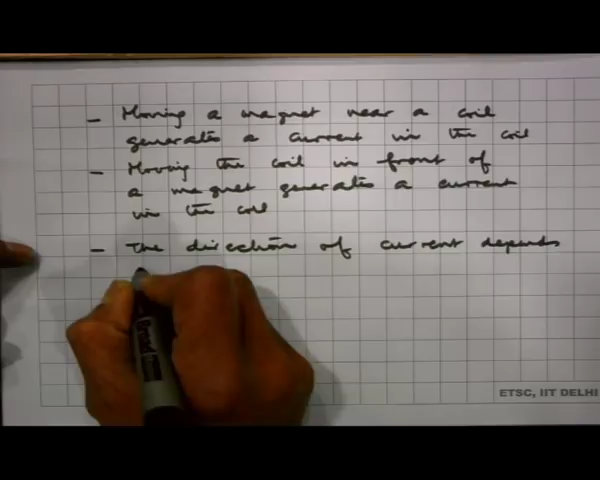 - Moving a magnet near a coil
generates a current in the coil
- Moving the coil in front of
a magnet generates a current
in the coil
- The direction of current depends
ETSC, IIT DELHI